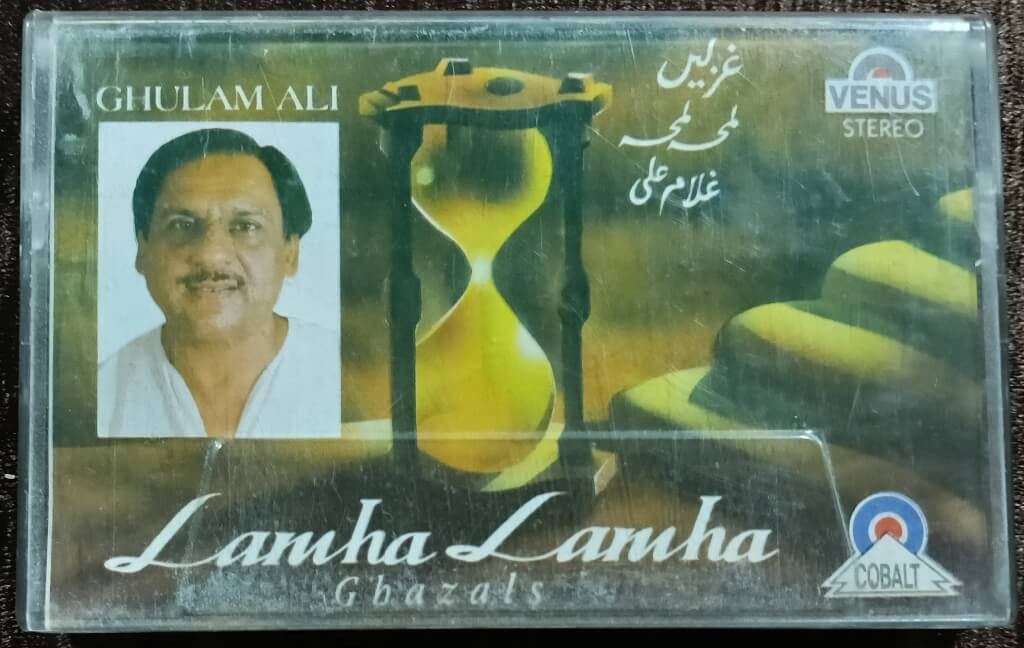 GHULAM ALI
غزلیں
لمحہ لمحہ
غلام علی
VENUS
STEREO
Lamha Lamha
Ghazals
COBALT